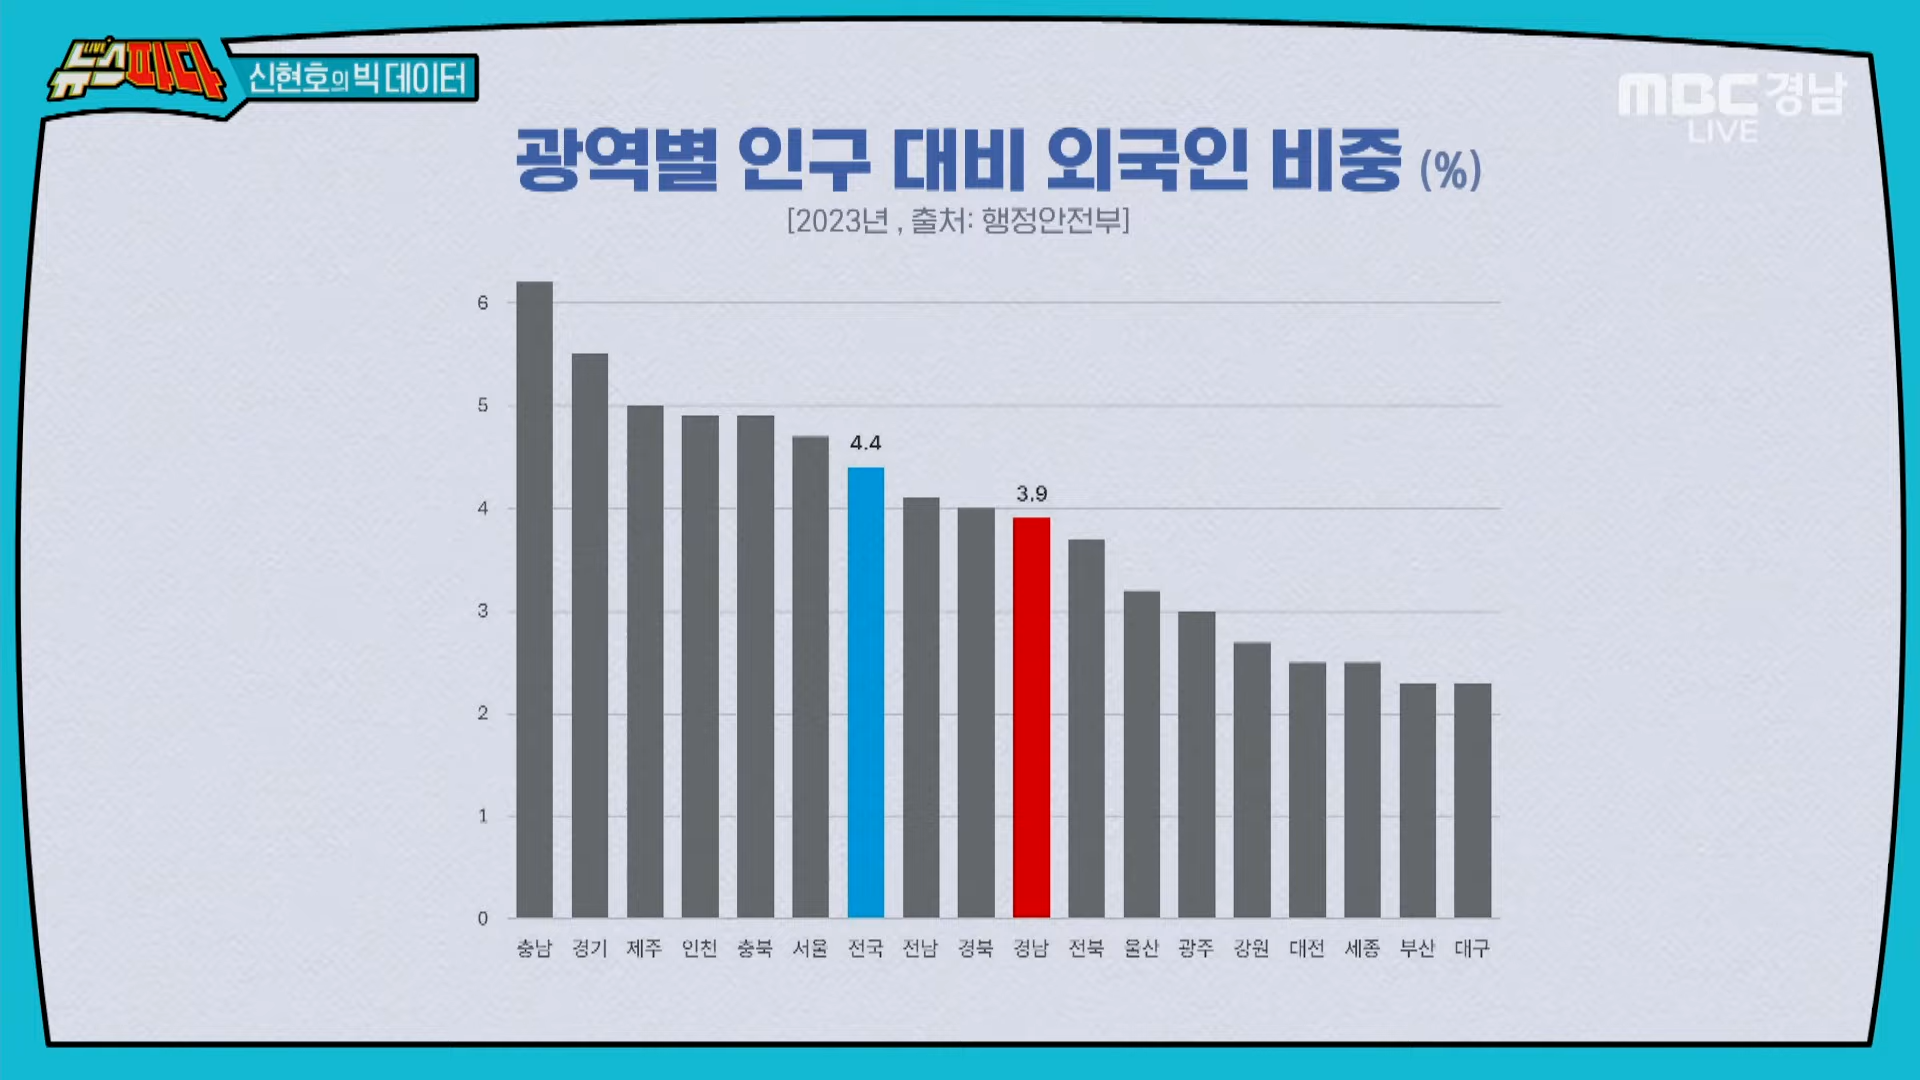 LIVE
뉴스파다
신현호의 빅 데이터
MBC 경남
LIVE
광역별 인구 대비 외국인 비중 (%)
[2023년 , 출처: 행정안전부]
6
5
4
3
2
1
0
4.4
3.9
충남 경기 제주 인천 충북 서울 전국 전남 경북 경남 전북 울산 광주 강원 대전 세종 부산 대구